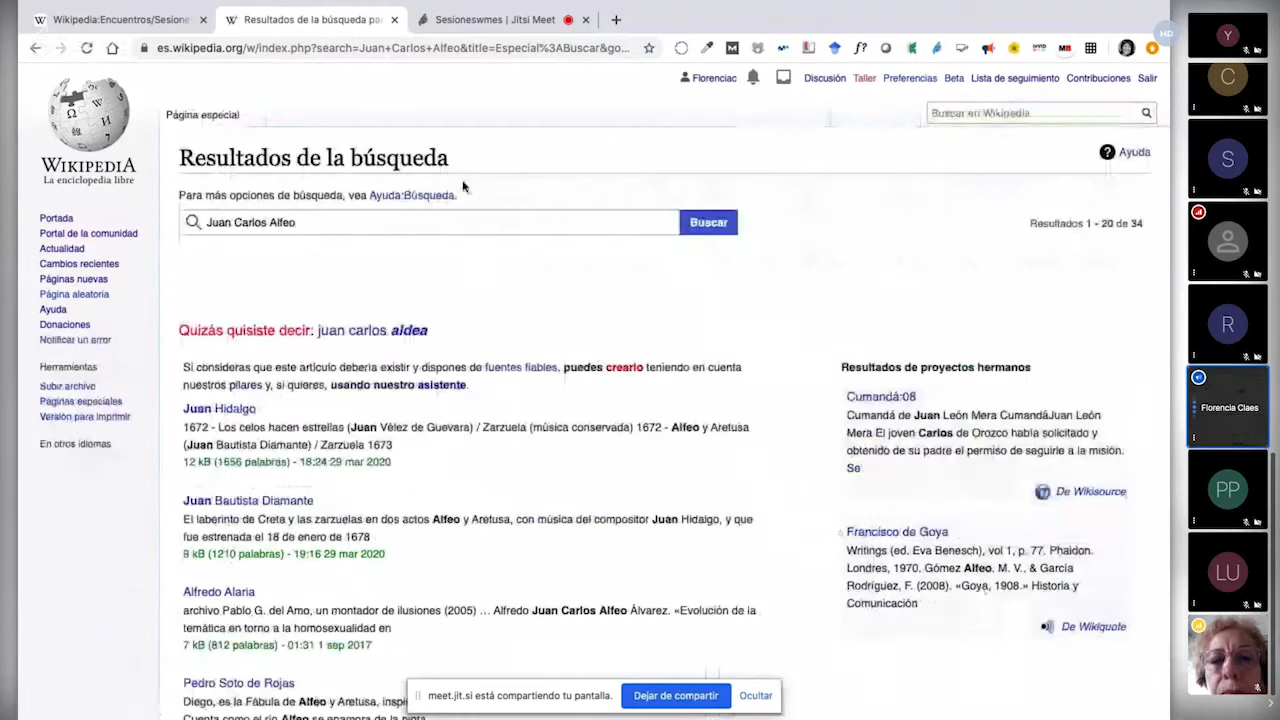 Wikipedia:Encuentros/Sesione
Resultados de la búsqueda pa
Sesioneswmes | Jitsi Meet
es.wikipedia.org/w/index.php?search=Juan+Carlos+Alfeo&title=Especial%3ABuscar&go...
HD
Florenciac
Discusión
Taller
Preferencias
Beta
Lista de seguimiento
Contribuciones
Salir
Página especial
Buscar en Wikipedia
WIKIPEDIA
La enciclopedia libre
Resultados de la búsqueda
Ayuda
Para más opciones de búsqueda, vea Ayuda:Búsqueda.
Juan Carlos Alfeo
Buscar
Resultados 1 - 20 de 34
Portada
Portal de la comunidad
Actualidad
Cambios recientes
Páginas nuevas
Página aleatoria
Ayuda
Donaciones
Notificar un error
Herramientas
Subir archivo
Páginas especiales
Versión para imprimir
En otros idiomas
Quizás quisiste decir: juan carlos aldea
Si consideras que este artículo debería existir y dispones de fuentes fiables, puedes crearlo teniendo en cuenta
nuestros pilares y, si quieres, usando nuestro asistente.
Juan Hidalgo
1672 - Los celos hacen estrellas (Juan Vélez de Guevara) / Zarzuela (música conservada) 1672 - Alfeo y Aretusa
(Juan Bautista Diamante) / Zarzuela 1673
12 kB (1656 palabras) - 18:24 29 mar 2020
Juan Bautista Diamante
El laberinto de Creta y las zarzuelas en dos actos Alfeo y Aretusa, con música del compositor Juan Hidalgo, y que
fue estrenada el 18 de enero de 1678
9 kB (1210 palabras) - 19:16 29 mar 2020
Alfredo Alaria
archivo Pablo G. del Amo, un montador de ilusiones (2005) ... Alfredo Juan Carlos Alfeo Álvarez. «Evolución de la
temática en torno a la homosexualidad en
7 kB (812 palabras) - 01:31 1 sep 2017
Pedro Soto de Rojas
Diego, es la Fábula de Alfeo y Aretusa, inspi
Cuenta como el río Alfeo se enamora de la
Resultados de proyectos hermanos
Cumandá:08
Cumandá de Juan León Mera CumandáJuan León
Mera El joven Carlos de Orozco había solicitado y
obtenido de su padre el permiso de seguirle a la misión.
Se
De Wikisource
Francisco de Goya
Writings (ed. Eva Benesch), vol 1, p. 77. Phaidon.
Londres, 1970. Gómez Alfeo, M. V., & García
Rodríguez, F. (2008). «Goya, 1908.» Historia y
Comunicación
De Wikiquote
meet.jit.si está compartiendo tu pantalla.
Dejar de compartir
Ocultar
Y
C
S
R
Florencia Claes
PP
LU